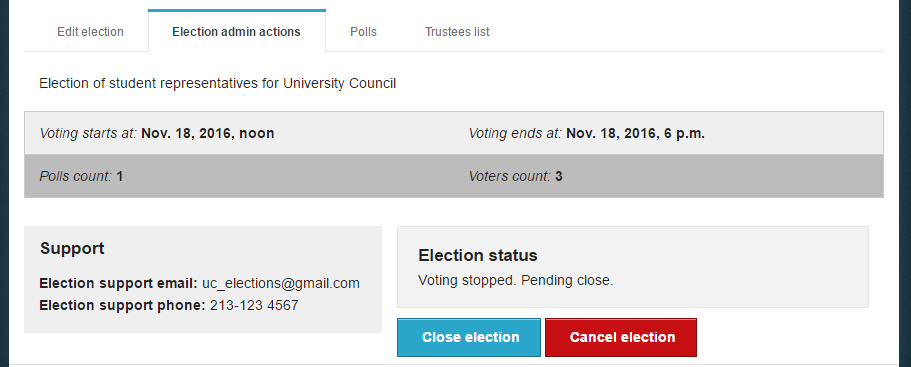 Edit election
Election admin actions
Polls
Trustees list
Election of student representatives for University Council
Voting starts at: Nov. 18, 2016, noon
Voting ends at: Nov. 18, 2016, 6 p.m.
Polls count: 1
Voters count: 3
Support
Election support email: uc_elections@gmail.com
Election support phone: 213-123 4567
Election status
Voting stopped. Pending close.
Close election
Cancel election